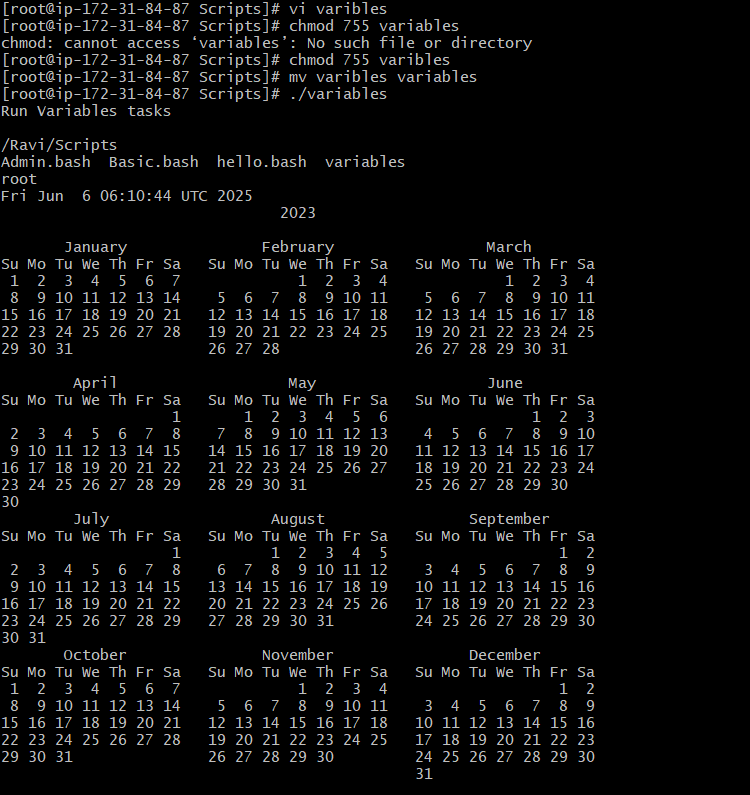 [root@ip-172-31-84-87 Scripts]# vi varibles
[root@ip-172-31-84-87 Scripts]# chmod 755 variables
chmod: cannot access ‘variables’: No such file or directory
[root@ip-172-31-84-87 Scripts]# chmod 755 varibles
[root@ip-172-31-84-87 Scripts]# mv varibles variables
[root@ip-172-31-84-87 Scripts]# ./variables
Run Variables tasks

/Ravi/Scripts
Admin.bash  Basic.bash  hello.bash  variables
root
Fri Jun  6 06:10:44 UTC 2025
                               2023

       January               February                 March
Su Mo Tu We Th Fr Sa   Su Mo Tu We Th Fr Sa   Su Mo Tu We Th Fr Sa
 1  2  3  4  5  6  7             1  2  3  4             1  2  3  4
 8  9 10 11 12 13 14    5  6  7  8  9 10 11    5  6  7  8  9 10 11
15 16 17 18 19 20 21   12 13 14 15 16 17 18   12 13 14 15 16 17 18
22 23 24 25 26 27 28   19 20 21 22 23 24 25   19 20 21 22 23 24 25
29 30 31               26 27 28               26 27 28 29 30 31

        April                   May                   June
Su Mo Tu We Th Fr Sa   Su Mo Tu We Th Fr Sa   Su Mo Tu We Th Fr Sa
                   1       1  2  3  4  5  6                1  2  3
 2  3  4  5  6  7  8    7  8  9 10 11 12 13    4  5  6  7  8  9 10
 9 10 11 12 13 14 15   14 15 16 17 18 19 20   11 12 13 14 15 16 17
16 17 18 19 20 21 22   21 22 23 24 25 26 27   18 19 20 21 22 23 24
23 24 25 26 27 28 29   28 29 30 31            25 26 27 28 29 30
30
        July                  August                September
Su Mo Tu We Th Fr Sa   Su Mo Tu We Th Fr Sa   Su Mo Tu We Th Fr Sa
                   1          1  2  3  4  5                   1  2
 2  3  4  5  6  7  8    6  7  8  9 10 11 12    3  4  5  6  7  8  9
 9 10 11 12 13 14 15   13 14 15 16 17 18 19   10 11 12 13 14 15 16
16 17 18 19 20 21 22   20 21 22 23 24 25 26   17 18 19 20 21 22 23
23 24 25 26 27 28 29   27 28 29 30 31         24 25 26 27 28 29 30
30 31
       October               November               December
Su Mo Tu We Th Fr Sa   Su Mo Tu We Th Fr Sa   Su Mo Tu We Th Fr Sa
 1  2  3  4  5  6  7             1  2  3  4                   1  2
 8  9 10 11 12 13 14    5  6  7  8  9 10 11    3  4  5  6  7  8  9
15 16 17 18 19 20 21   12 13 14 15 16 17 18   10 11 12 13 14 15 16
22 23 24 25 26 27 28   19 20 21 22 23 24 25   17 18 19 20 21 22 23
29 30 31               26 27 28 29 30         24 25 26 27 28 29 30
                                              31